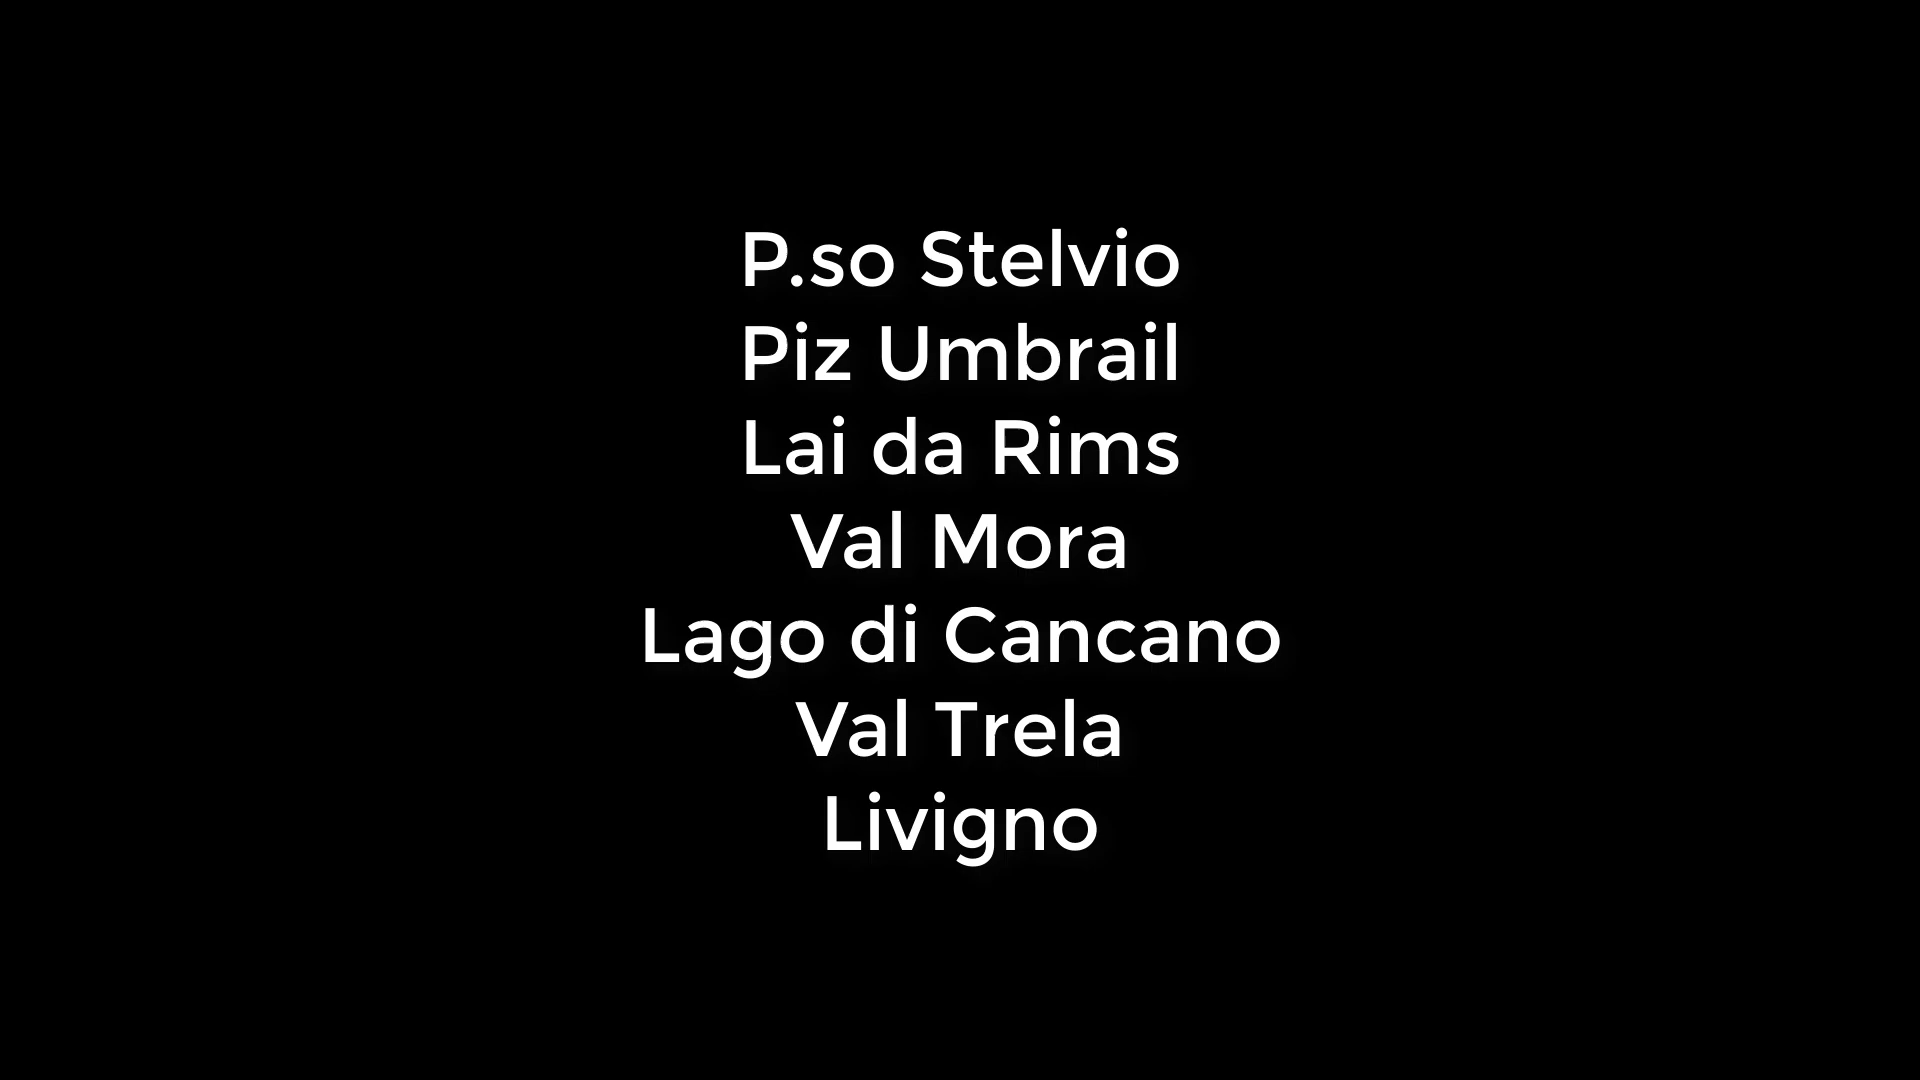 P.so Stelvio
Piz Umbrail
Lai da Rims
Val Mora
Lago di Cancano
Val Trela
Livigno